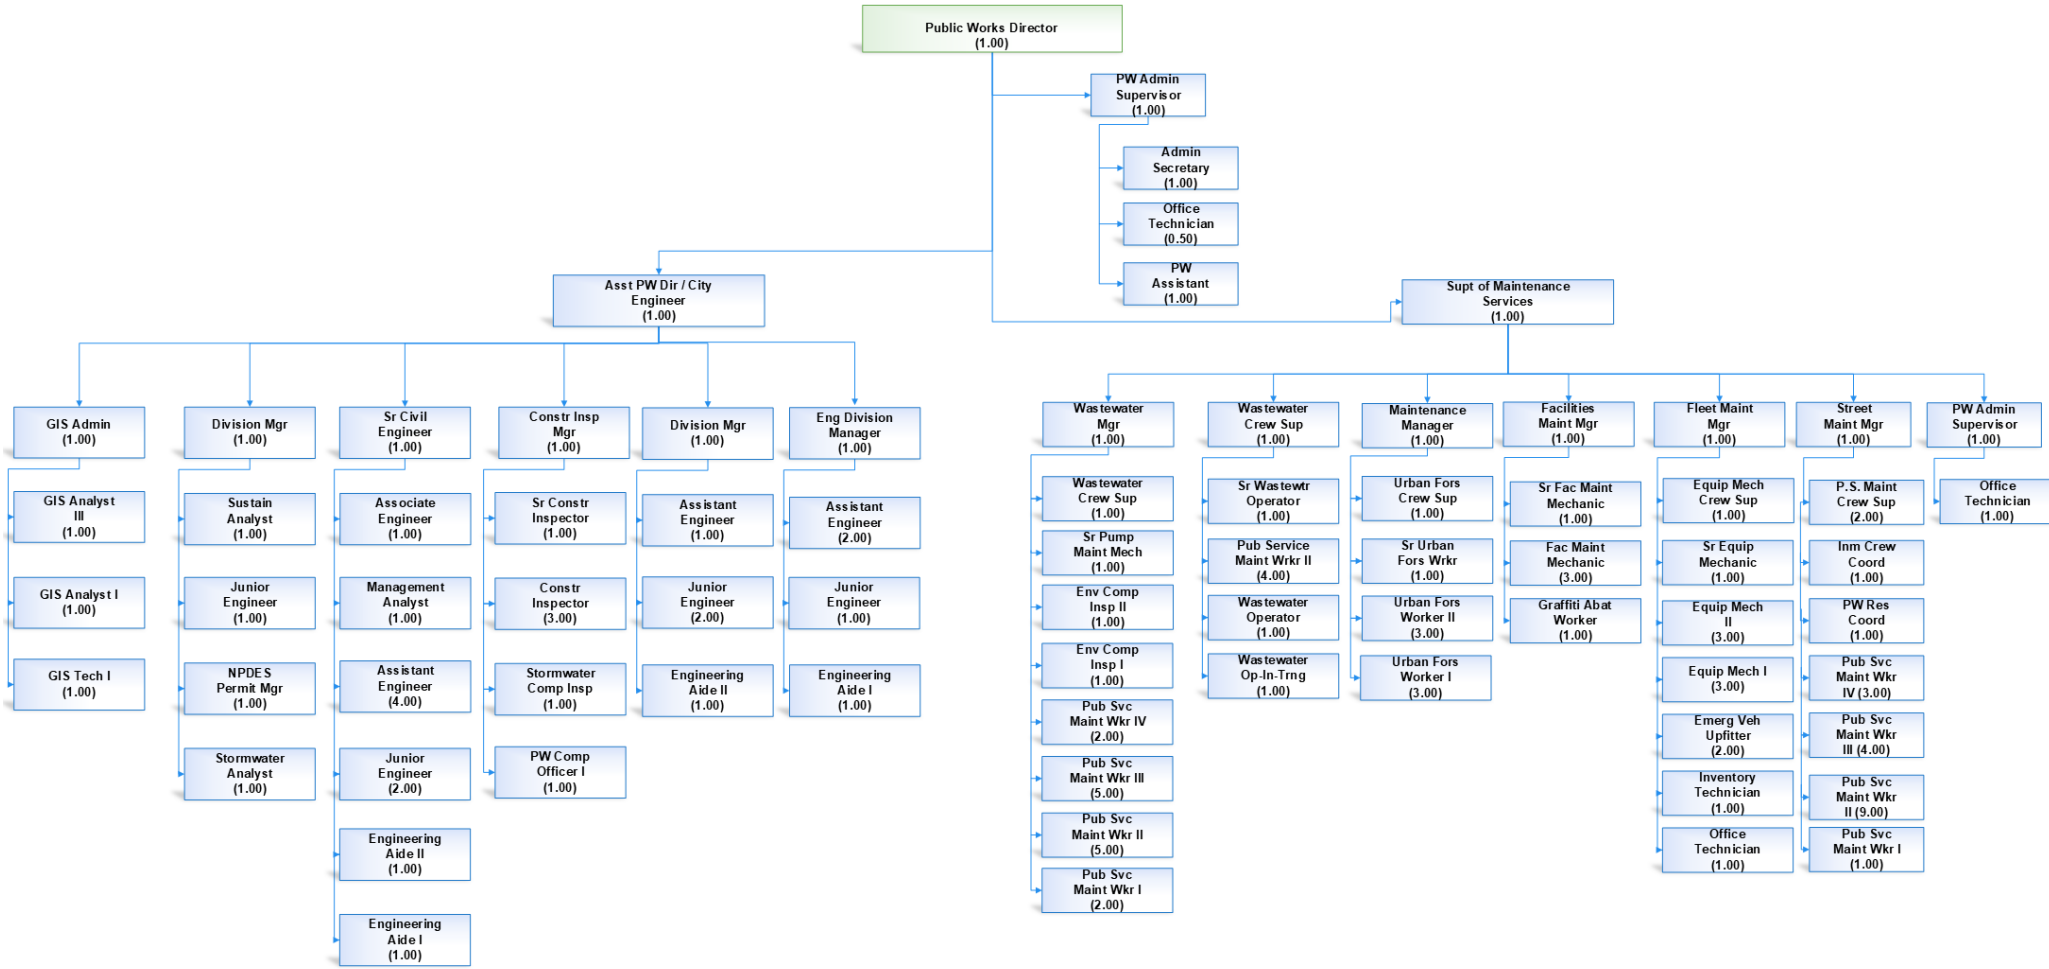 Public Works Director
(1.00)
PW Admin
Supervisor
(1.00)
Admin
Secretary
(1.00)
Office
Technician
(0.50)
PW
Assistant
(1.00)
Asst PW Dir / City
Engineer
(1.00)
Supt of Maintenance
Services
(1.00)
GIS Admin
(1.00)
GIS Analyst
III
(1.00)
GIS Analyst I
(1.00)
GIS Tech I
(1.00)
Division Mgr
(1.00)
Sustain
Analyst
(1.00)
Junior
Engineer
(1.00)
NPDES
Permit Mgr
(1.00)
Stormwater
Analyst
(1.00)
Sr Civil
Engineer
(1.00)
Associate
Engineer
(1.00)
Management
Analyst
(1.00)
Assistant
Engineer
(4.00)
Junior
Engineer
(2.00)
Engineering
Aide II
(1.00)
Engineering
Aide I
(1.00)
Constr Insp
Mgr
(1.00)
Sr Constr
Inspector
(1.00)
Constr
Inspector
(3.00)
Stormwater
Comp Insp
(1.00)
PW Comp
Officer I
(1.00)
Division Mgr
(1.00)
Assistant
Engineer
(1.00)
Junior
Engineer
(2.00)
Engineering
Aide II
(1.00)
Eng Division
Manager
(1.00)
Assistant
Engineer
(2.00)
Junior
Engineer
(1.00)
Engineering
Aide I
(1.00)
Wastewater
Mgr
(1.00)
Wastewater
Crew Sup
(1.00)
Sr Pump
Maint Mech
(1.00)
Env Comp
Insp II
(1.00)
Env Comp
Insp I
(1.00)
Pub Svc
Maint Wkr IV
(2.00)
Pub Svc
Maint Wkr III
(5.00)
Pub Svc
Maint Wkr II
(5.00)
Pub Svc
Maint Wkr I
(2.00)
Wastewater
Crew Sup
(1.00)
Sr Wastewtr
Operator
(1.00)
Pub Service
Maint Wrkr II
(4.00)
Wastewater
Operator
(1.00)
Wastewater
Op-In-Trng
(1.00)
Maintenance
Manager
(1.00)
Urban Fors
Crew Sup
(1.00)
Sr Urban
Fors Wrkr
(1.00)
Urban Fors
Worker II
(3.00)
Urban Fors
Worker I
(3.00)
Facilities
Maint Mgr
(1.00)
Sr Fac Maint
Mechanic
(1.00)
Fac Maint
Mechanic
(3.00)
Graffiti Abat
Worker
(1.00)
Fleet Maint
Mgr
(1.00)
Equip Mech
Crew Sup
(1.00)
Sr Equip
Mechanic
(1.00)
Equip Mech
II
(3.00)
Equip Mech I
(3.00)
Emerg Veh
Upfitter
(2.00)
Inventory
Technician
(1.00)
Office
Technician
(1.00)
Street
Maint Mgr
(1.00)
P.S. Maint
Crew Sup
(2.00)
Inm Crew
Coord
(1.00)
PW Res
Coord
(1.00)
Pub Svc
Maint Wkr
IV (3.00)
Pub Svc
Maint Wkr
III (4.00)
Pub Svc
Maint Wkr
II (9.00)
Pub Svc
Maint Wkr I
(1.00)
PW Admin
Supervisor
(1.00)
Office
Technician
(1.00)